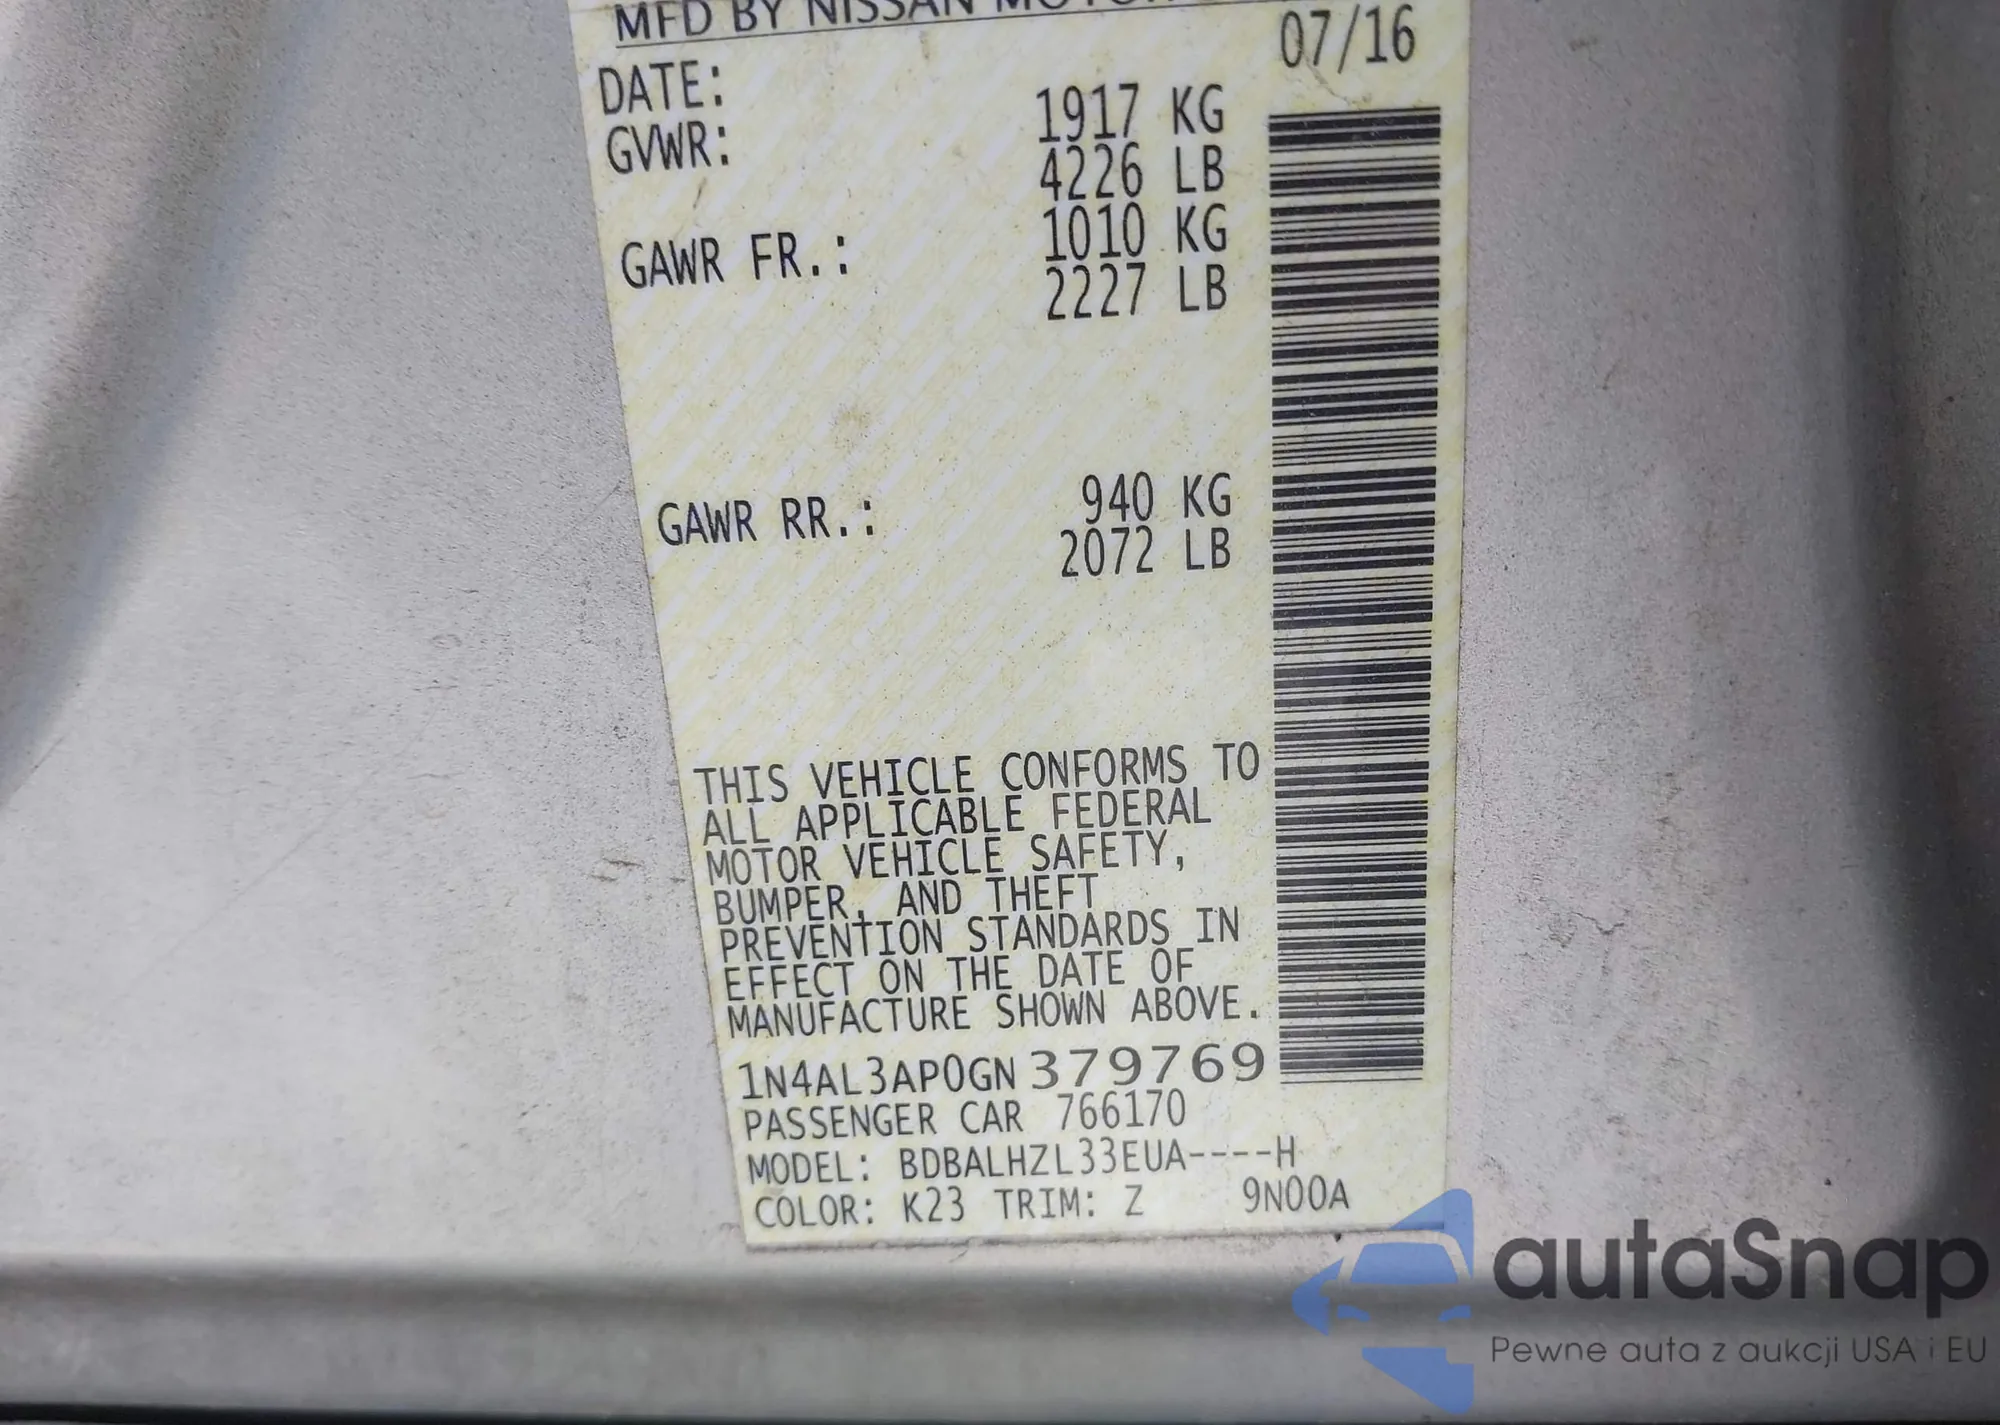 MFD BY NISSAN MOTOR
DATE: 07/16
GVWR: 1917 KG
4226 LB
GAWR FR.: 1010 KG
2227 LB
GAWR RR.: 940 KG
2072 LB
THIS VEHICLE CONFORMS TO
ALL APPLICABLE FEDERAL
MOTOR VEHICLE SAFETY,
BUMPER, AND THEFT
PREVENTION STANDARDS IN
EFFECT ON THE DATE OF
MANUFACTURE SHOWN ABOVE.
1N4AL3AP0GN379769
PASSENGER CAR 766170
MODEL: BDBALHZL33EUA----H
COLOR: K23 TRIM: Z 9N00A
autaSnap
Pewne auta z aukcji USA i EU